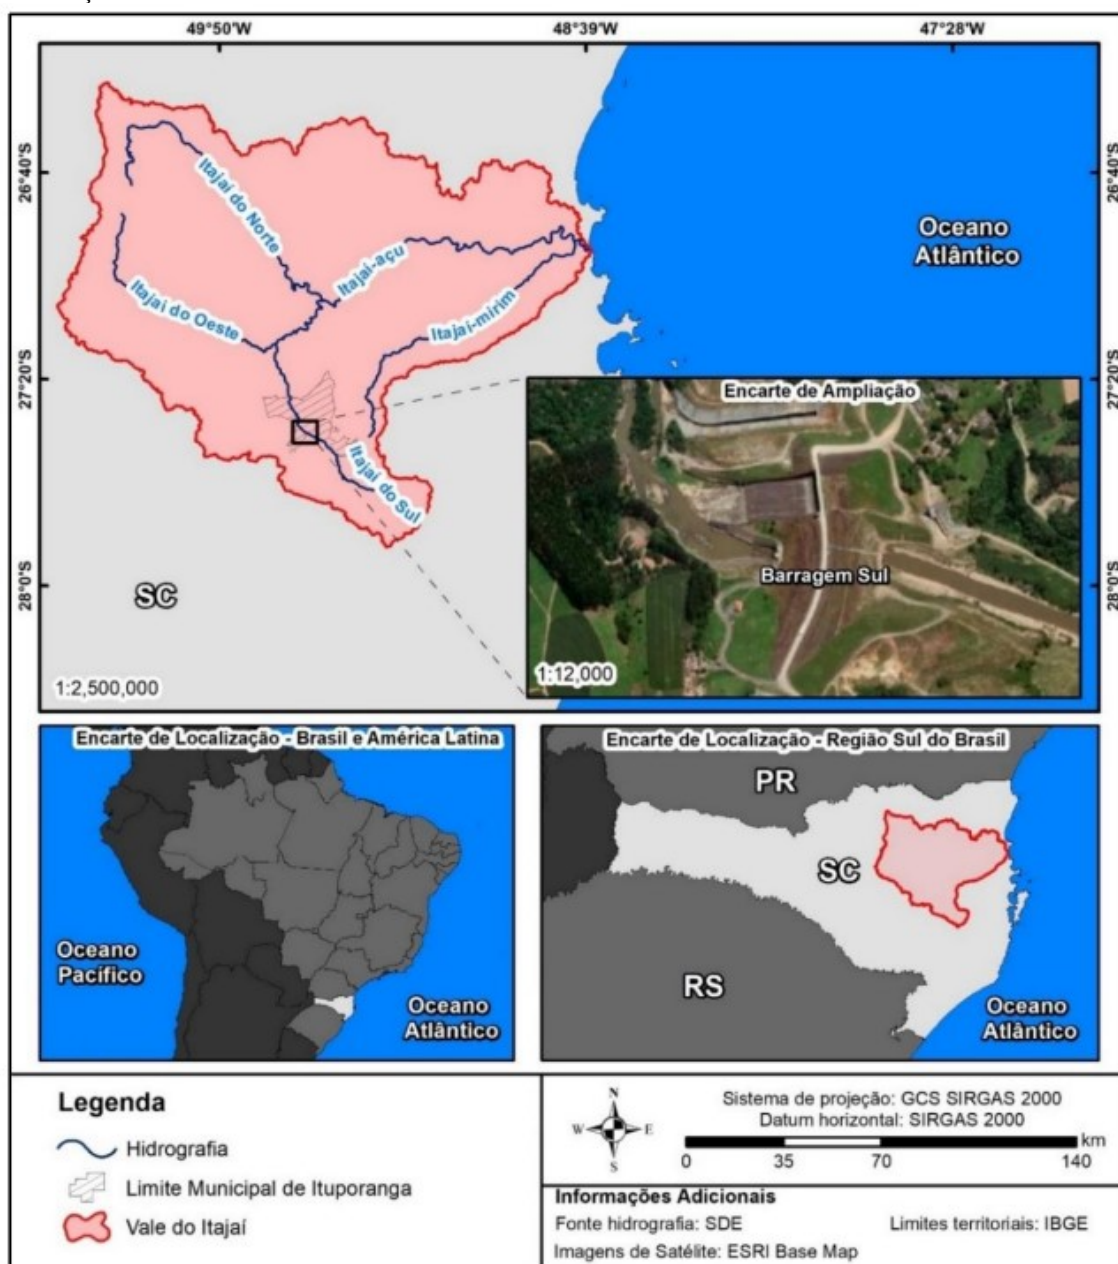 49°50'W
48°39'W
47°28'W
26°40'S
26°40'S
Itajaí do Norte
Itajaí-açu
Oceano
Atlântico
Itajaí do Oeste
Itajaí-mirim
27°20'S
27°20'S
Encarte de Ampliação
Itajaí do Sul
Barragem Sul
28°0'S
28°0'S
SC
1:2,500,000
1:12,000
Encarte de Localização - Brasil e América Latina
Oceano
Pacífico
Oceano
Atlântico
Encarte de Localização - Região Sul do Brasil
PR
SC
RS
Oceano
Atlântico
Legenda
Hidrografia
Limite Municipal de Ituporanga
Vale do Itajaí
N
W E
S
Sistema de projeção: GCS SIRGAS 2000
Datum horizontal: SIRGAS 2000
km
0 35 70 140
Informações Adicionais
Fonte hidrografia: SDE Limites territoriais: IBGE
Imagens de Satélite: ESRI Base Map